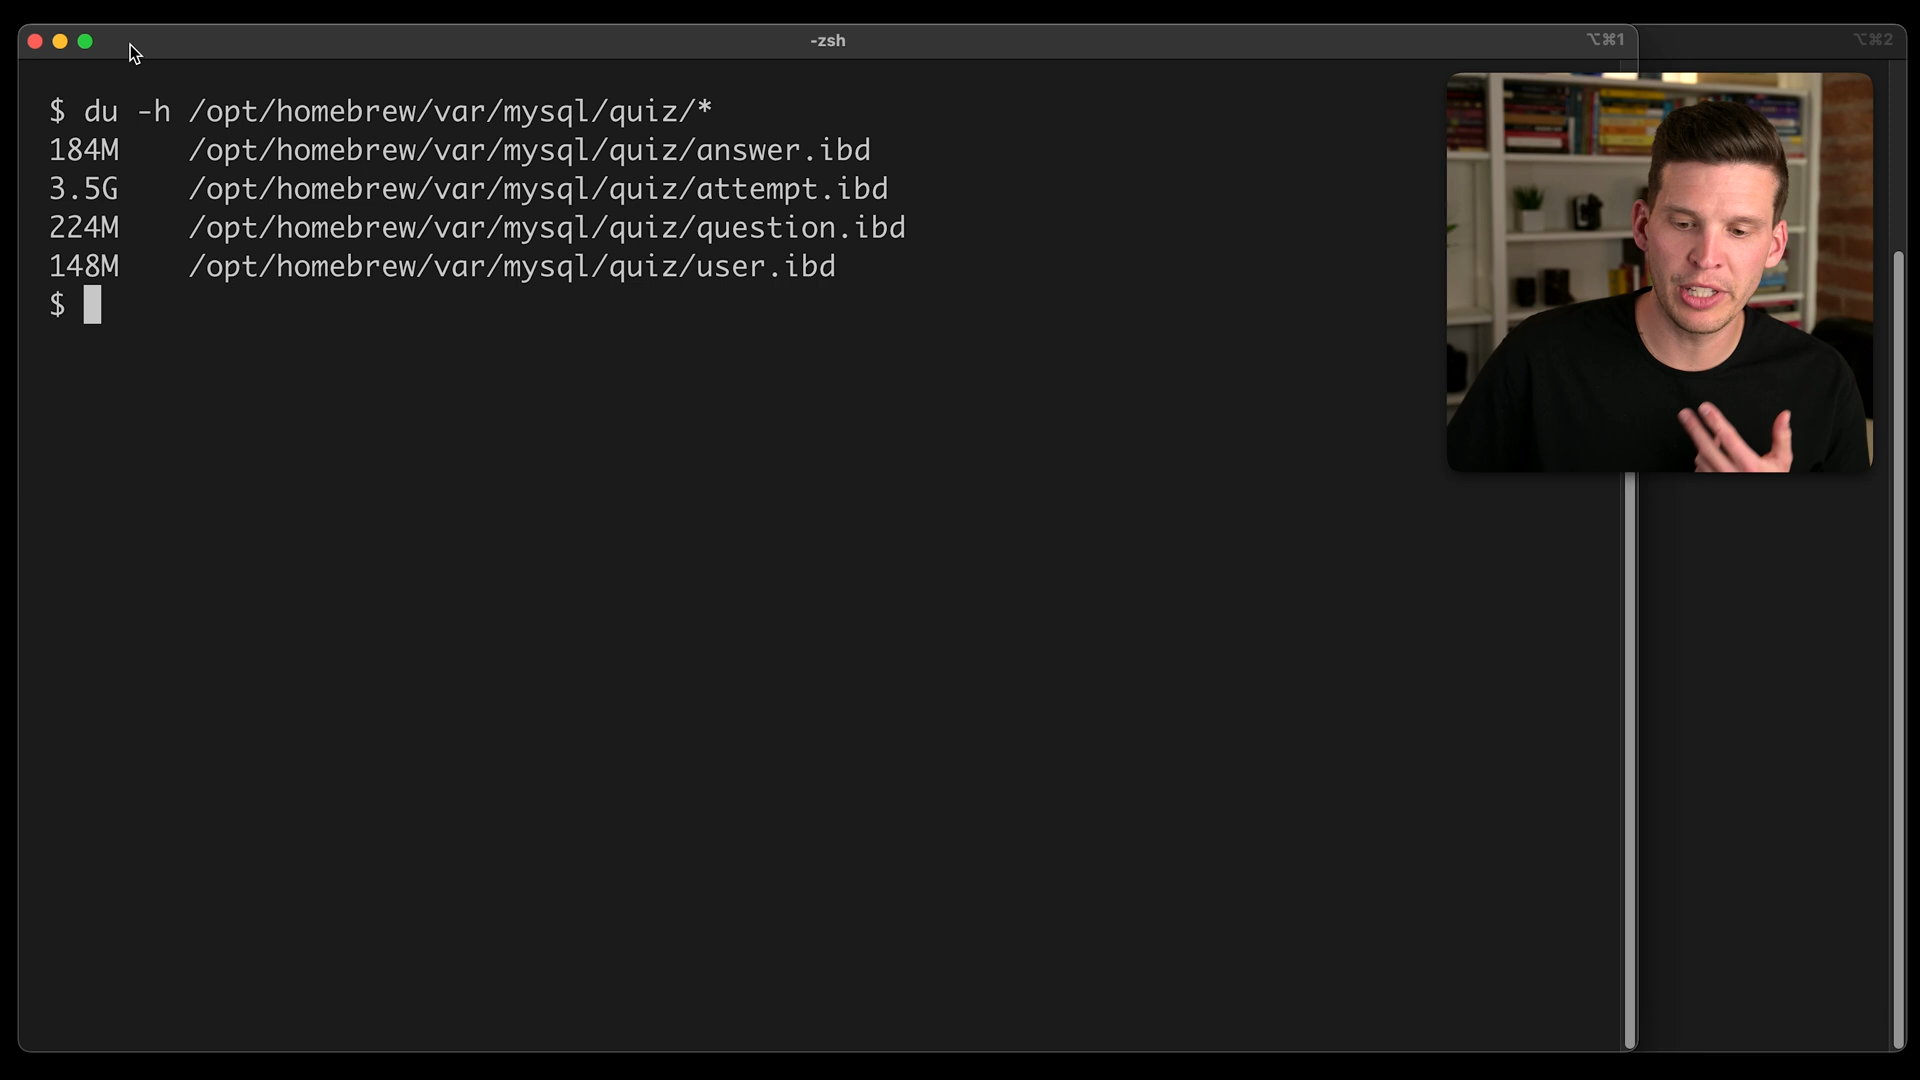 -zsh
⌥⌘1
⌥⌘2
$ du -h /opt/homebrew/var/mysql/quiz/*
184M    /opt/homebrew/var/mysql/quiz/answer.ibd
3.5G    /opt/homebrew/var/mysql/quiz/attempt.ibd
224M    /opt/homebrew/var/mysql/quiz/question.ibd
148M    /opt/homebrew/var/mysql/quiz/user.ibd
$